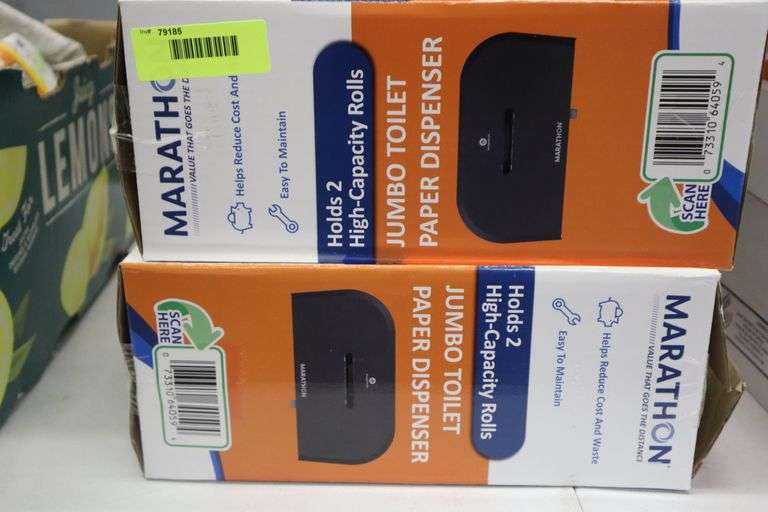 Inv# 79185
MARATHON
VALUE THAT GOES THE D
Helps Reduce Cost And
Easy To Maintain
Holds 2
High-Capacity Rolls
JUMBO TOILET
PAPER DISPENSER
MARATHON
0 73310 64059 4
SCAN
HERE
MARATHON
VALUE THAT GOES THE DISTANCE
Helps Reduce Cost And Waste
Easy To Maintain
Holds 2
High-Capacity Rolls
JUMBO TOILET
PAPER DISPENSER
MARATHON
SCAN
HERE
0 73310 64059 4
LEMON